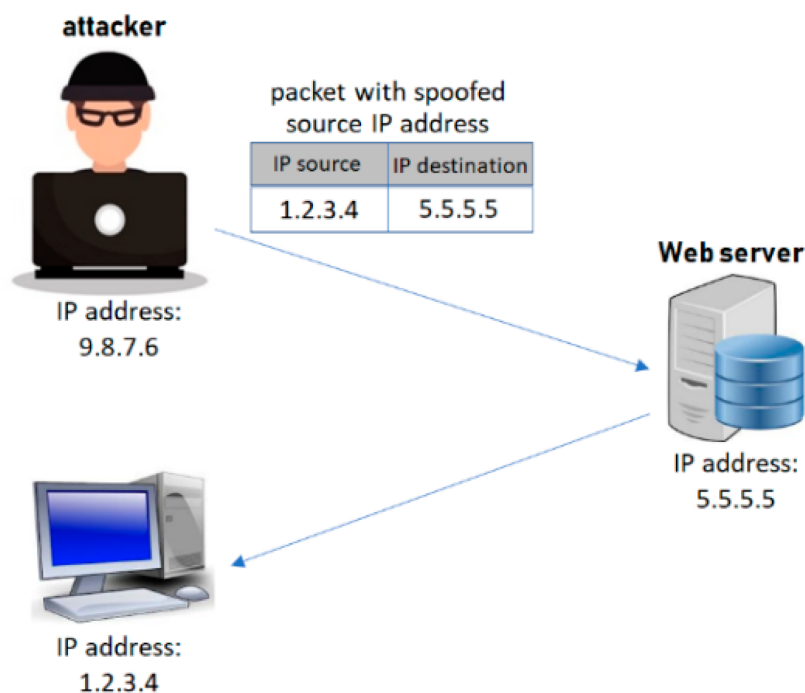 attacker
packet with spoofed
source IP address
IP source IP destination
1.2.3.4 5.5.5.5
IP address:
9.8.7.6
Web server
IP address:
5.5.5.5
IP address:
1.2.3.4